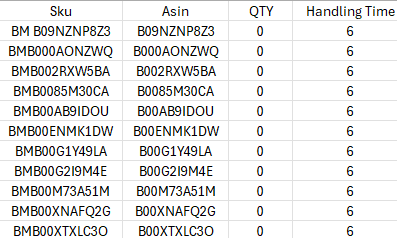 Sku Asin QTY Handling Time
BM B09NZNP8Z3 B09NZNP8Z3 0 6
BMB000AONZWQ B000AONZWQ 0 6
BMB002RXW5BA B002RXW5BA 0 6
BMB0085M30CA B0085M30CA 0 6
BMB00AB9IDOU B00AB9IDOU 0 6
BMB00ENMK1DW B00ENMK1DW 0 6
BMB00G1Y49LA B00G1Y49LA 0 6
BMB00G2I9M4E B00G2I9M4E 0 6
BMB00M73A51M B00M73A51M 0 6
BMB00XNAFQ2G B00XNAFQ2G 0 6
BMB00XTXLC3O B00XTXLC3O 0 6